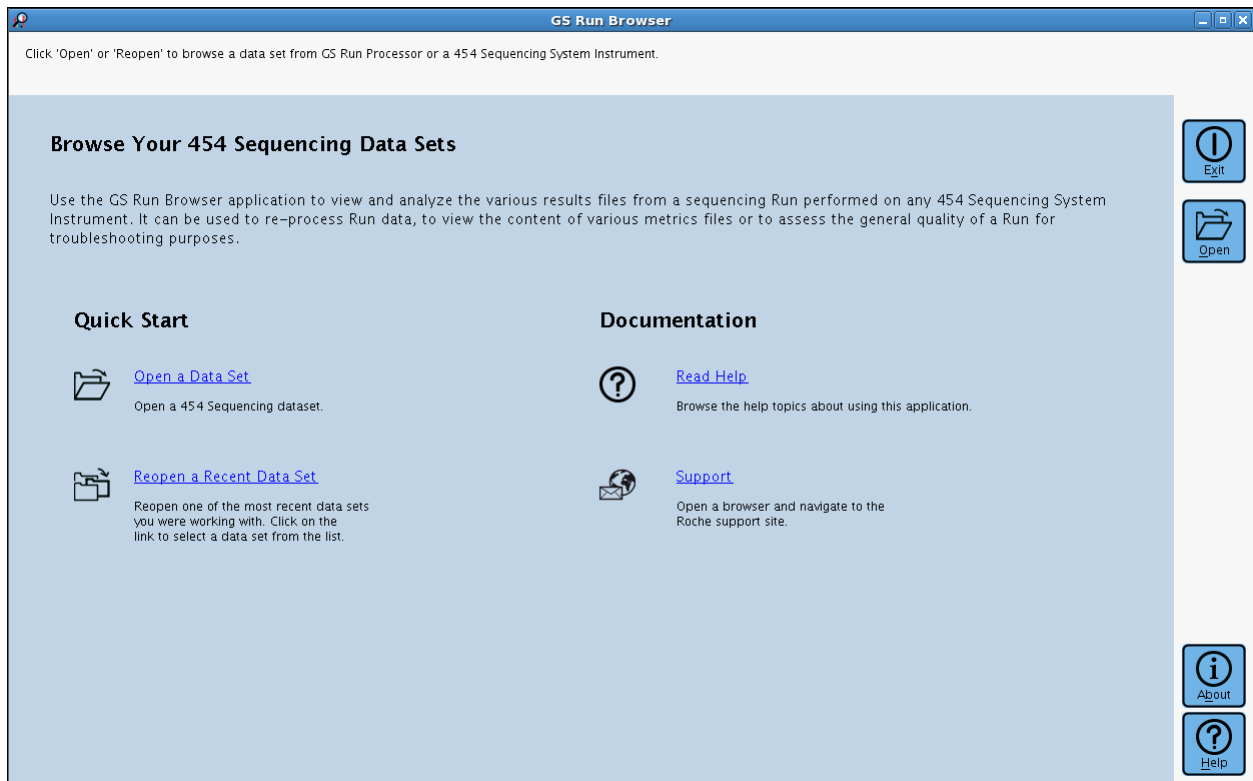 GS Run Browser
Click 'Open' or 'Reopen' to browse a data set from GS Run Processor or a 454 Sequencing System Instrument.
Browse Your 454 Sequencing Data Sets
Use the GS Run Browser application to view and analyze the various results files from a sequencing Run performed on any 454 Sequencing System
Instrument. It can be used to re-process Run data, to view the content of various metrics files or to assess the general quality of a Run for
troubleshooting purposes.
Quick Start
Open a Data Set
Open a 454 Sequencing dataset.
Reopen a Recent Data Set
Reopen one of the most recent data sets
you were working with. Click on the
link to select a data set from the list.
Documentation
Read Help
Browse the help topics about using this application.
Support
Open a browser and navigate to the
Roche support site.
Exit
Open
About
Help